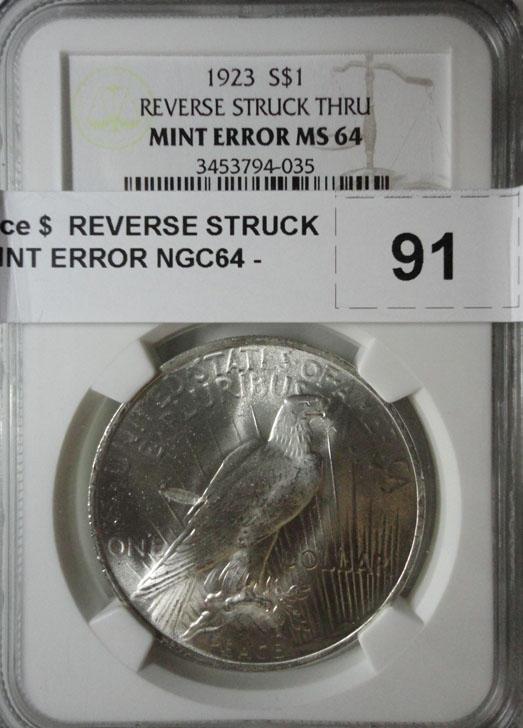 1923 S$1
REVERSE STRUCK THRU
MINT ERROR MS 64
3453794-035
ce $ REVERSE STRUCK
INT ERROR NGC64 -
91
UNITED STATES OF AMERICA
E PLURIBUS
ONE DOLLAR
PEACE